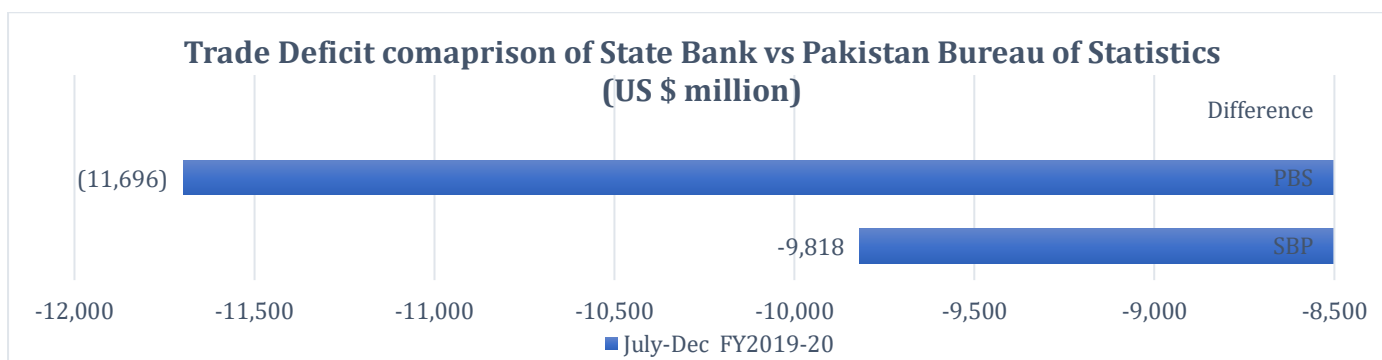 Trade Deficit comaprison of State Bank vs Pakistan Bureau of Statistics
(US $ million)
Difference
(11,696)
PBS
-9,818
SBP
-12,000 -11,500 -11,000 -10,500 -10,000 -9,500 -9,000 -8,500
July-Dec FY2019-20